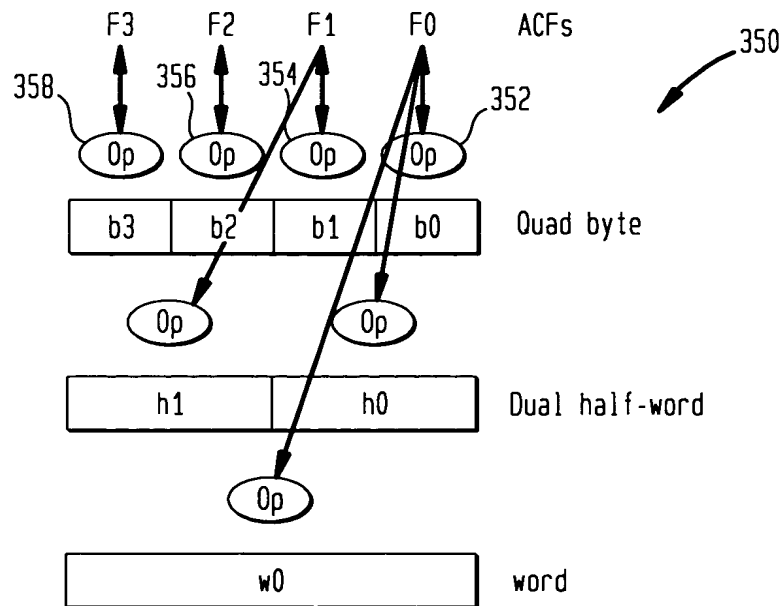 F3 F2 F1 F0 ACFs
350
358 356 354 352
Op Op Op Op
b3 b2 b1 b0 Quad byte
Op Op
h1 h0 Dual half-word
Op
w0 word